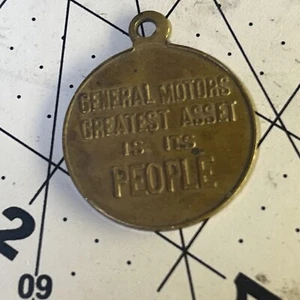 GENERAL MOTORS
GREATEST ASSET
IS ITS
PEOPLE
2
09